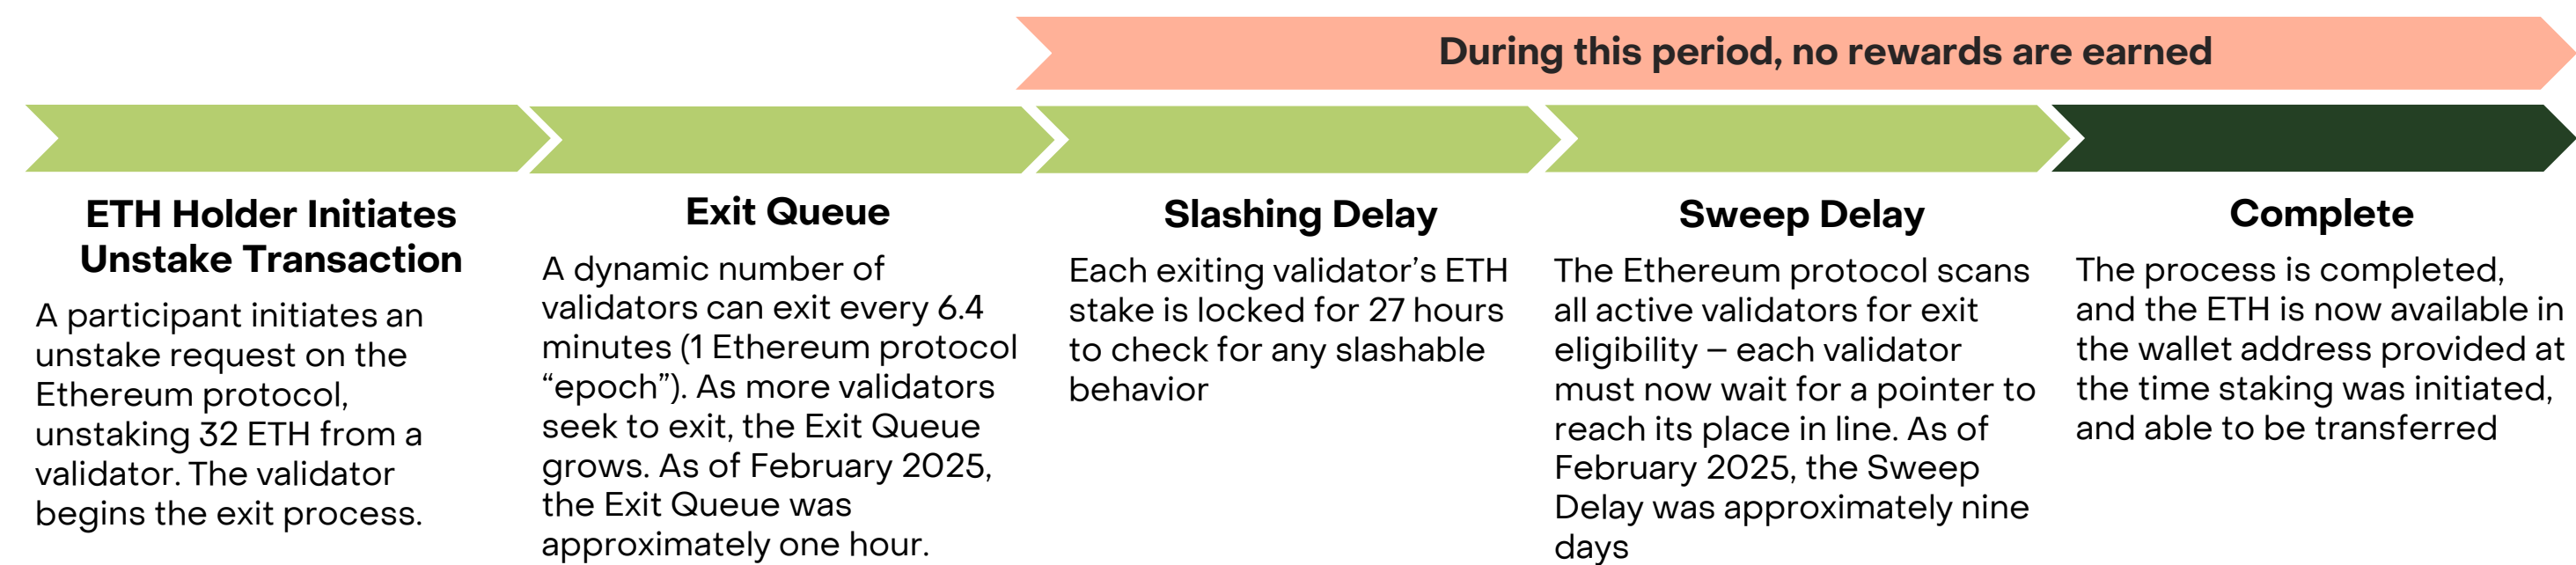 During this period, no rewards are earned
ETH Holder Initiates
Unstake Transaction
A participant initiates an
unstake request on the
Ethereum protocol,
unstaking 32 ETH from a
validator. The validator
begins the exit process.
Exit Queue
A dynamic number of
validators can exit every 6.4
minutes (1 Ethereum protocol
“epoch”). As more validators
seek to exit, the Exit Queue
grows. As of February 2025,
the Exit Queue was
approximately one hour.
Slashing Delay
Each exiting validator’s ETH
stake is locked for 27 hours
to check for any slashable
behavior
Sweep Delay
The Ethereum protocol scans
all active validators for exit
eligibility – each validator
must now wait for a pointer to
reach its place in line. As of
February 2025, the Sweep
Delay was approximately nine
days
Complete
The process is completed,
and the ETH is now available in
the wallet address provided at
the time staking was initiated,
and able to be transferred